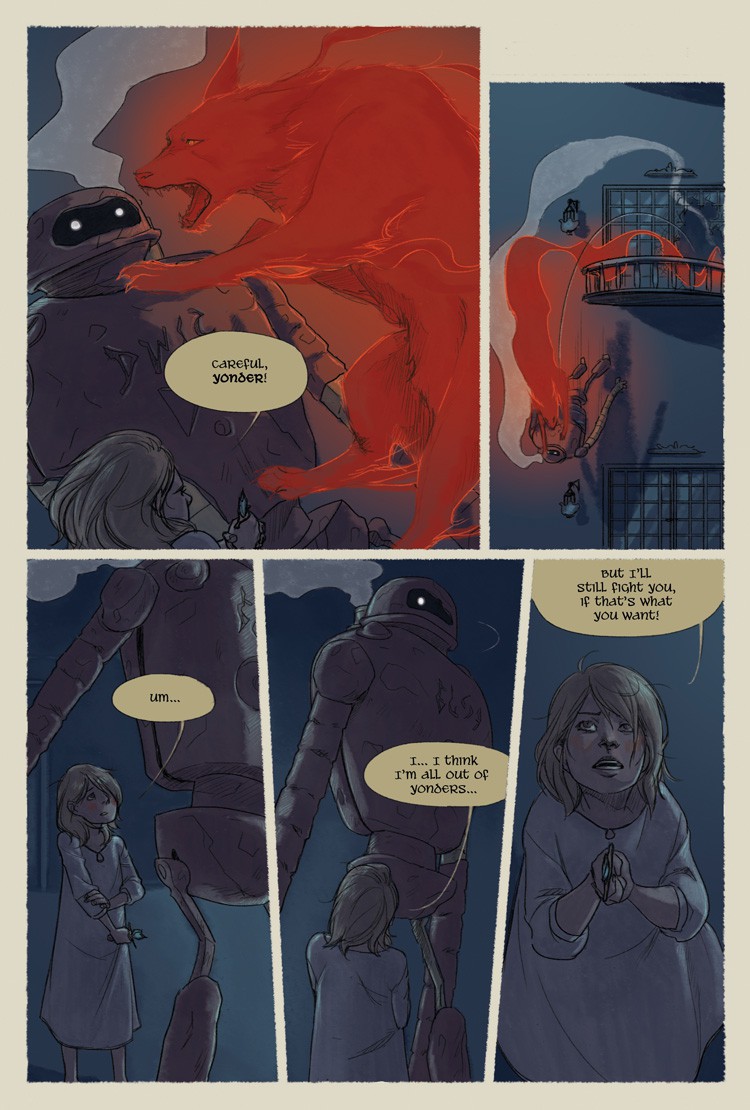 Careful,
yonder!
Um...
I... I think
I'm all out of
yonders...
But I'll
still fight you,
if that's what
you want!